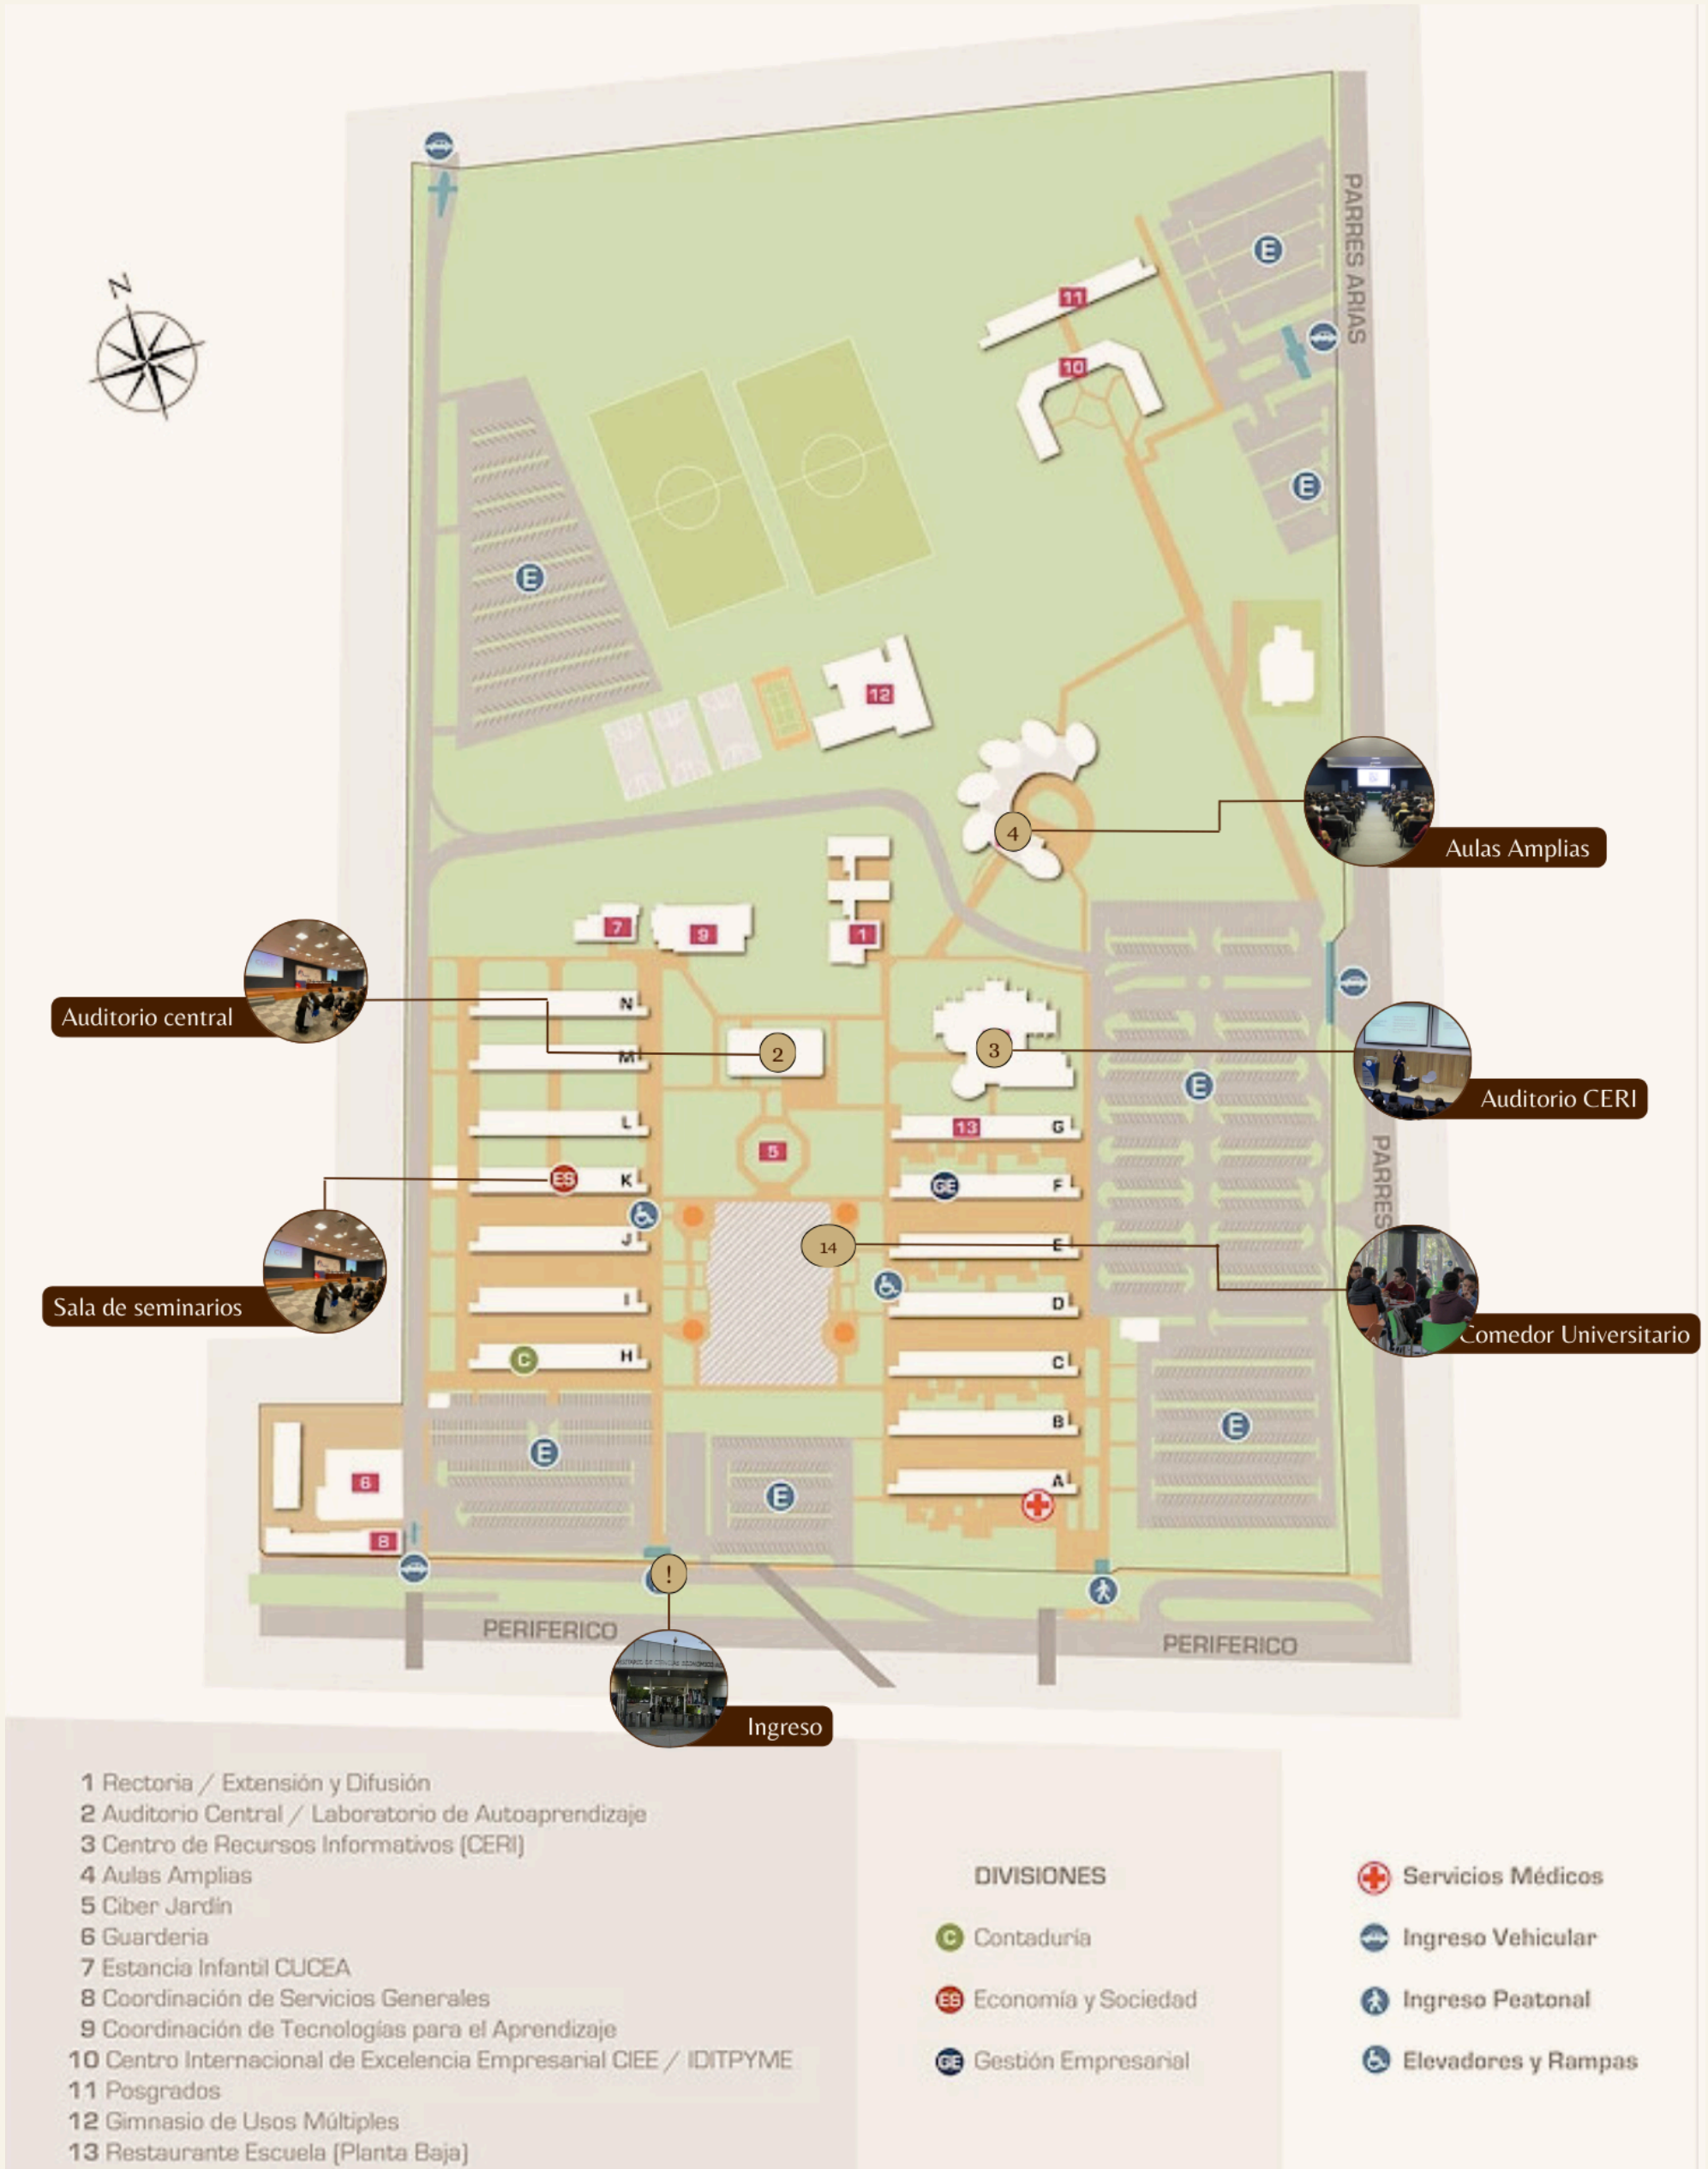 N
PARRES ARIAS
E
11
10
E
E
12
4
Aulas Amplias
7
9
1
N
Auditorio central
M
2
3
E
Auditorio CERI
L
13
G
5
PARRES
ES
K
GE
F
J
14
E
Sala de seminarios
I
D
Comedor Universitario
C
H
C
B
E
E
6
A
E
8
!
PERIFERICO
PERIFERICO
Ingreso
1 Rectoria / Extensión y Difusión
2 Auditorio Central / Laboratorio de Autoaprendizaje
3 Centro de Recursos Informativos (CERI)
4 Aulas Amplias
5 Ciber Jardín
6 Guarderia
7 Estancia Infantil CUCEA
8 Coordinación de Servicios Generales
9 Coordinación de Tecnologías para el Aprendizaje
10 Centro Internacional de Excelencia Empresarial CIEE / IDITPYME
11 Posgrados
12 Gimnasio de Usos Múltiples
13 Restaurante Escuela (Planta Baja)
DIVISIONES
C Contaduría
ES Economía y Sociedad
GE Gestión Empresarial
Servicios Médicos
Ingreso Vehicular
Ingreso Peatonal
Elevadores y Rampas